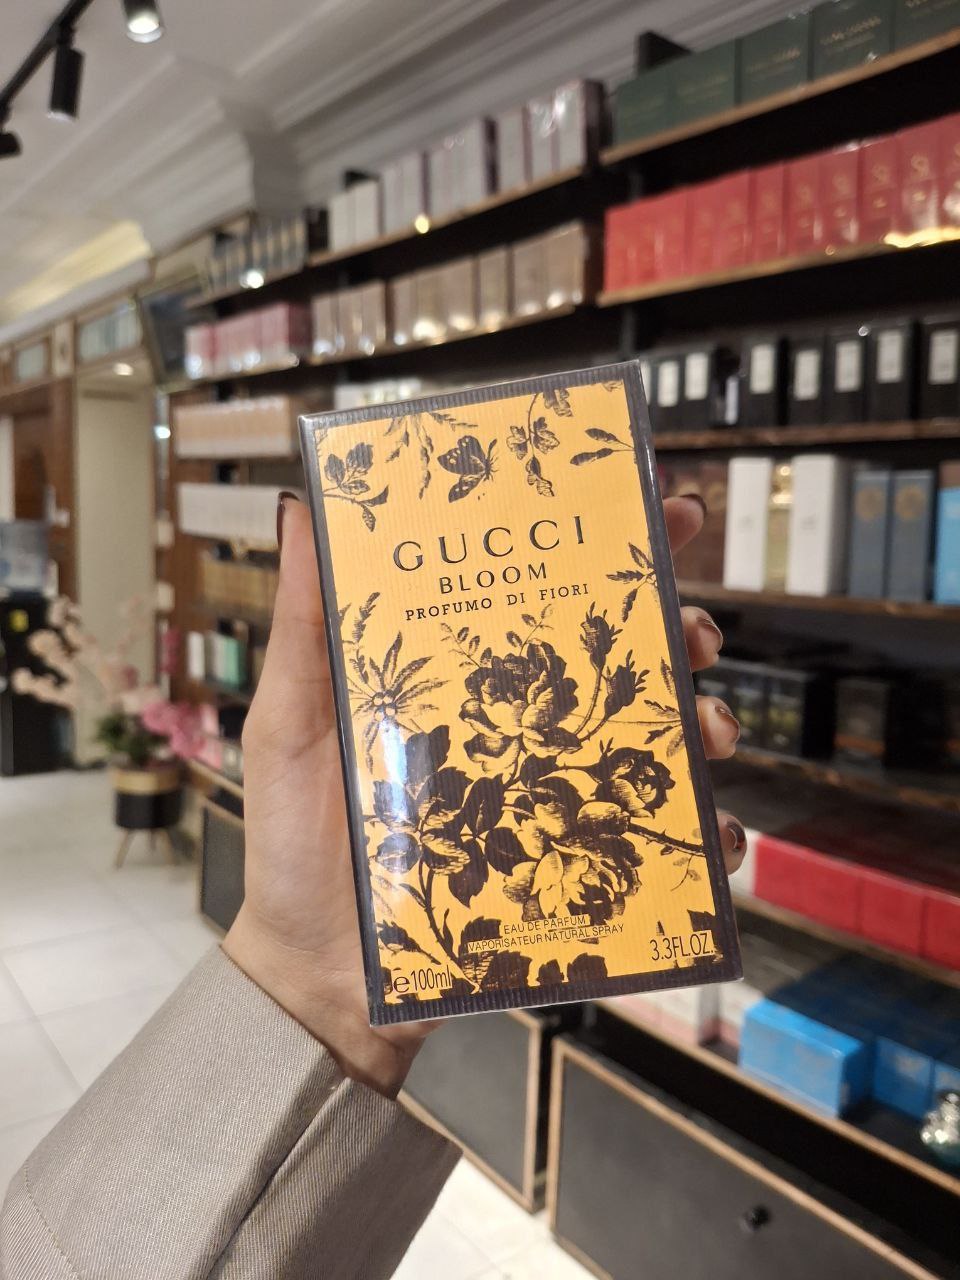 GUCCI
BLOOM
PROFUMO DI FIORI
EAU DE PARFUM
VAPORISATEUR NATURAL SPRAY
e100ml
3.3FL.OZ.